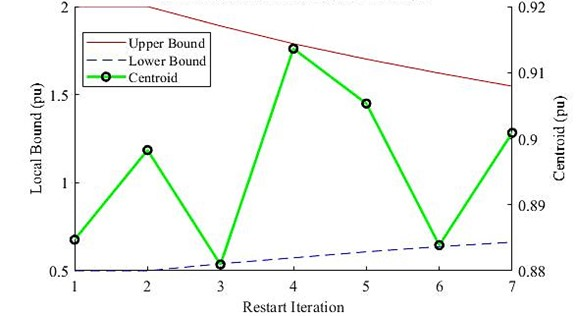 2
0.92
Upper Bound
Lower Bound
Centroid
0.91
1.5
0.9
Local Bound (pu)
Centroid (pu)
1
0.89
0.5
0.88
1 2 3 4 5 6 7
Restart Iteration